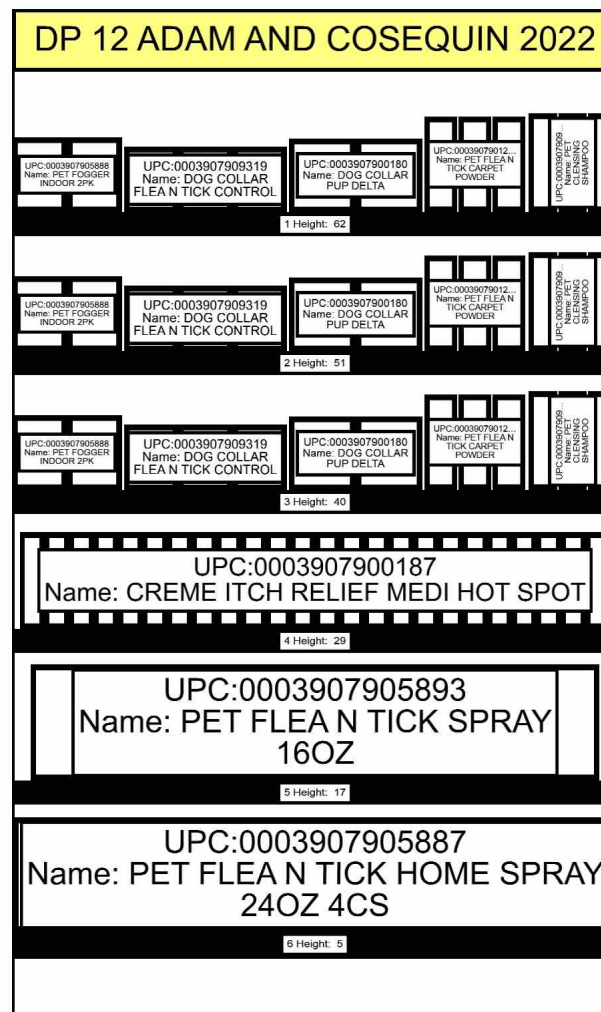 DP 12 ADAM AND COSEQUIN 2022
UPC:0003907905888
Name: PET FOGGER
INDOOR 2PK
UPC:0003907909319
Name: DOG COLLAR
FLEA N TICK CONTROL
UPC:0003907900180
Name: DOG COLLAR
PUP DELTA
UPC:00039079012...
Name: PET FLEA N
TICK CARPET
POWDER
UPC:0003907909...
Name: PET
CLENSING
SHAMPOO
1 Height: 62
UPC:0003907905888
Name: PET FOGGER
INDOOR 2PK
UPC:0003907909319
Name: DOG COLLAR
FLEA N TICK CONTROL
UPC:0003907900180
Name: DOG COLLAR
PUP DELTA
UPC:00039079012...
Name: PET FLEA N
TICK CARPET
POWDER
UPC:0003907909...
Name: PET
CLENSING
SHAMPOO
2 Height: 51
UPC:0003907905888
Name: PET FOGGER
INDOOR 2PK
UPC:0003907909319
Name: DOG COLLAR
FLEA N TICK CONTROL
UPC:0003907900180
Name: DOG COLLAR
PUP DELTA
UPC:00039079012...
Name: PET FLEA N
TICK CARPET
POWDER
UPC:0003907909...
Name: PET
CLENSING
SHAMPOO
3 Height: 40
UPC:0003907900187
Name: CREME ITCH RELIEF MEDI HOT SPOT
4 Height: 29
UPC:0003907905893
Name: PET FLEA N TICK SPRAY
16OZ
5 Height: 17
UPC:0003907905887
Name: PET FLEA N TICK HOME SPRAY
24OZ 4CS
6 Height: 5